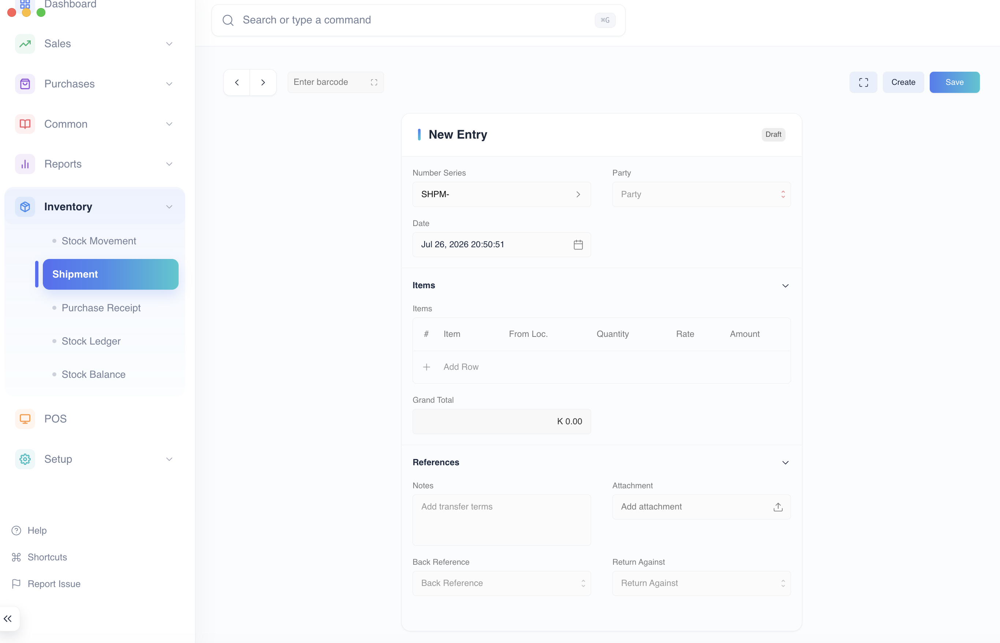 Dashboard
Sales
Purchases
Common
Reports
Inventory
Stock Movement
Shipment
Purchase Receipt
Stock Ledger
Stock Balance
POS
Setup
Help
Shortcuts
Report Issue
Search or type a command
⌘G
Enter barcode
Create
Save
New Entry
Draft
Number Series
Party
SHPM-
Party
Date
Jul 26, 2026 20:50:51
Items
Items
# Item From Loc. Quantity Rate Amount
Add Row
Grand Total
K 0.00
References
Notes
Attachment
Add transfer terms
Add attachment
Back Reference
Return Against
Back Reference
Return Against